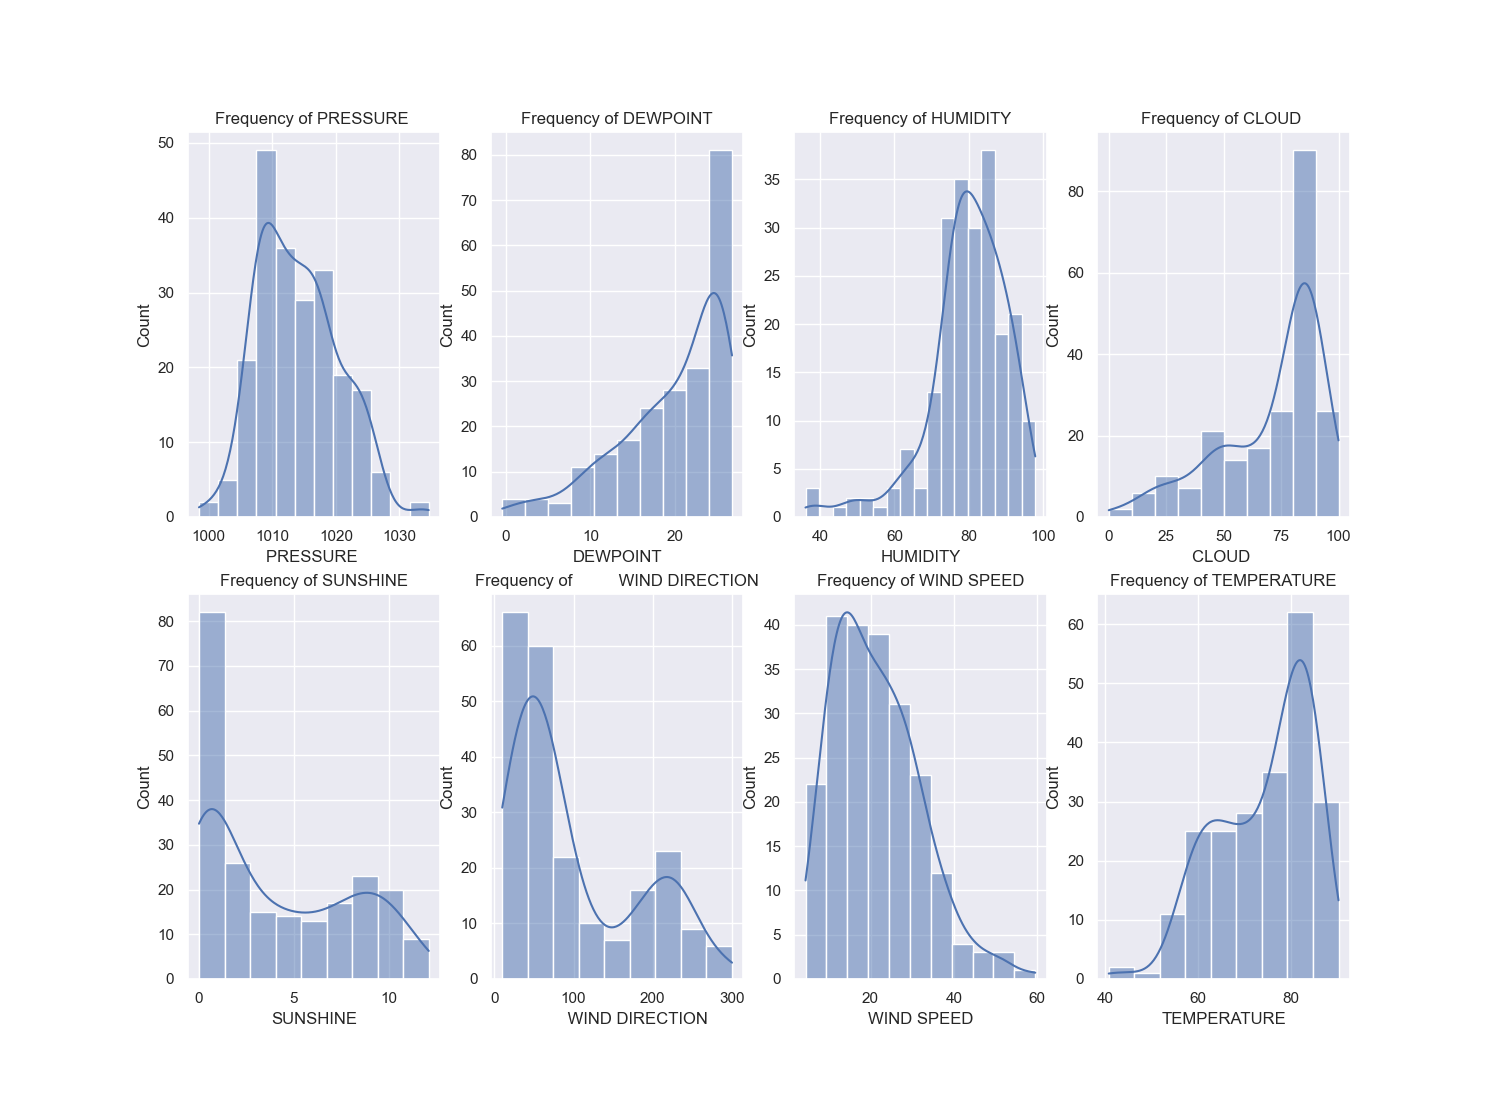 Frequency of PRESSURE
50
40
30
20
10
0
Count
1000 1010 1020 1030
PRESSURE
Frequency of DEWPOINT
80
70
60
50
40
30
20
10
0
Count
0 10 20
DEWPOINT
Frequency of HUMIDITY
35
30
25
20
15
10
5
0
Count
40 60 80 100
HUMIDITY
Frequency of CLOUD
80
60
40
20
0
Count
0 25 50 75 100
CLOUD
Frequency of SUNSHINE
80
70
60
50
40
30
20
10
0
Count
0 5 10
SUNSHINE
Frequency of WIND DIRECTION
60
50
40
30
20
10
0
Count
0 100 200 300
WIND DIRECTION
Frequency of WIND SPEED
40
35
30
25
20
15
10
5
0
Count
20 40 60
WIND SPEED
Frequency of TEMPERATURE
60
50
40
30
20
10
0
Count
40 60 80
TEMPERATURE